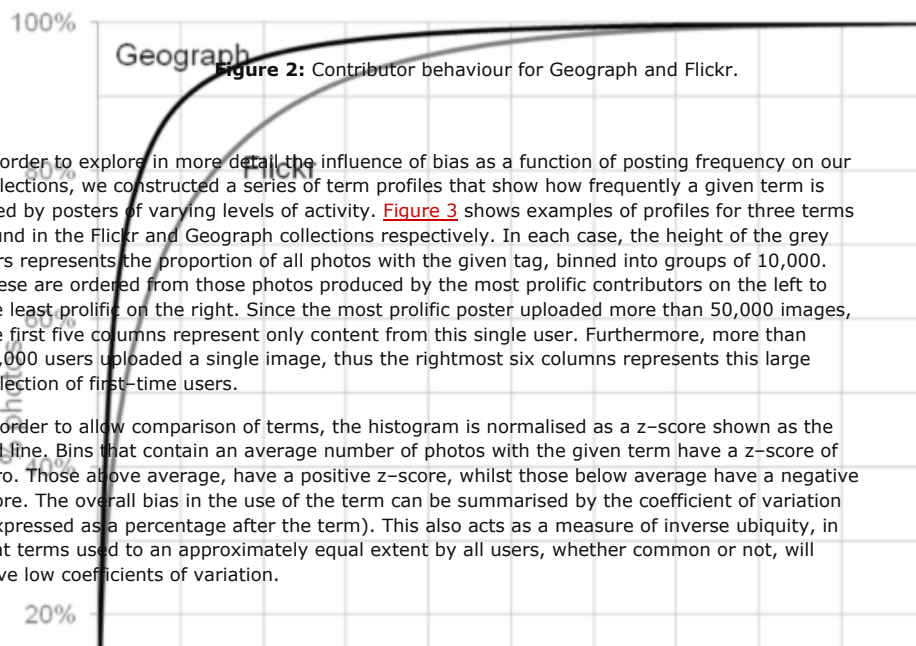 100%
Geograph
Figure 2: Contributor behaviour for Geograph and Flickr.
order to explore in more detail the influence of bias as a function of posting frequency on our
80%
Flickr
lections, we constructed a series of term profiles that show how frequently a given term is
ed by posters of varying levels of activity. Figure 3 shows examples of profiles for three terms
und in the Flickr and Geograph collections respectively. In each case, the height of the grey
rs represents the proportion of all photos with the given tag, binned into groups of 10,000.
ese are ordered from those photos produced by the most prolific contributors on the left to
e least prolific on the right. Since the most prolific poster uploaded more than 50,000 images,
60%
e first five columns represent only content from this single user. Furthermore, more than
,000 users uploaded a single image, thus the rightmost six columns represents this large
lection of first–time users.
photos
order to allow comparison of terms, the histogram is normalised as a z–score shown as the
d line. Bins that contain an average number of photos with the given term have a z–score of
40%
ro. Those above average, have a positive z–score, whilst those below average have a negative
ore. The overall bias in the use of the term can be summarised by the coefficient of variation
xpressed as a percentage after the term). This also acts as a measure of inverse ubiquity, in
at terms used to an approximately equal extent by all users, whether common or not, will
ve low coefficients of variation.
20%